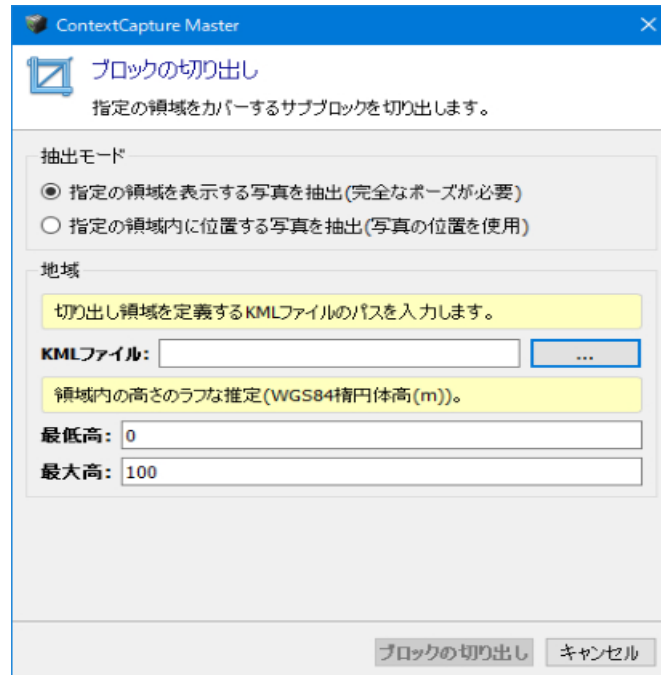 ContextCapture Master
ブロックの切り出し
指定の領域をカバーするサブブロックを切り出します。
抽出モード
指定の領域を表示する写真を抽出(完全なポーズが必要)
指定の領域内に位置する写真を抽出(写真の位置を使用)
地域
切り出し領域を定義するKMLファイルのパスを入力します。
KMLファイル:
...
領域内の高さのラフな推定(WGS84楕円体高(m))。
最低高: 0
最大高: 100
ブロックの切り出し キャンセル